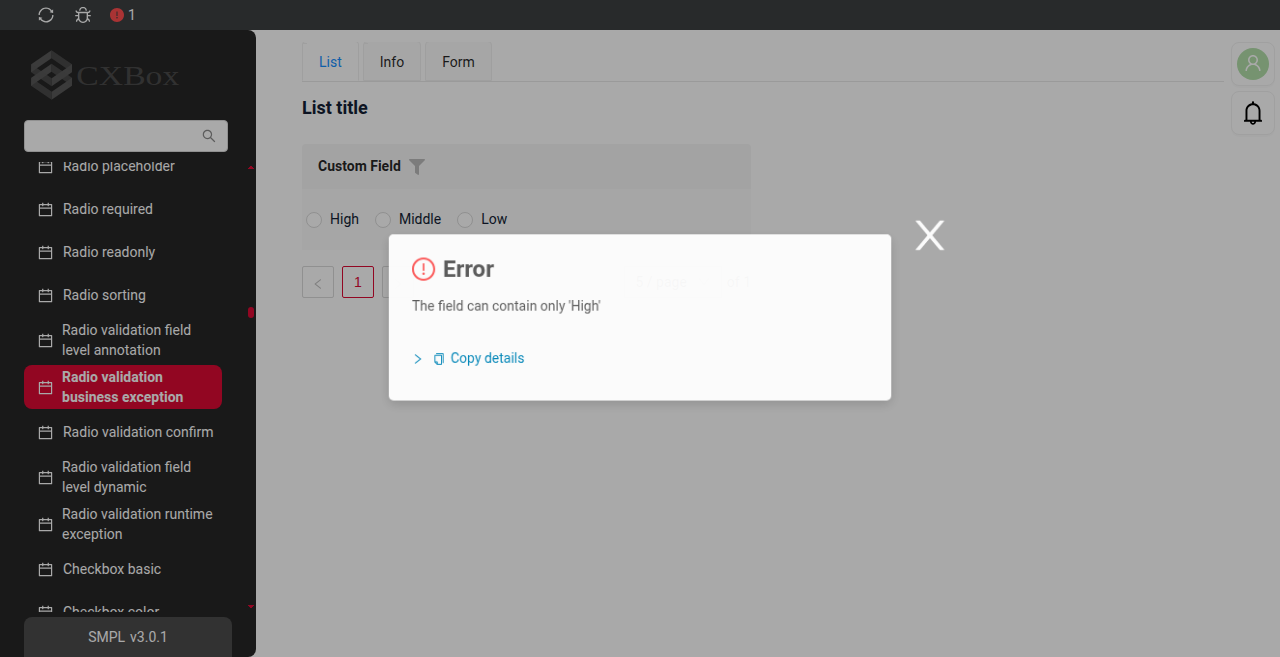 1
CXBox
List
Info
Form
List title
Custom Field
High
Middle
Low
1
Error
The field can contain only 'High'
Copy details
Radio placeholder
Radio required
Radio readonly
Radio sorting
Radio validation field
level annotation
Radio validation
business exception
Radio validation confirm
Radio validation field
level dynamic
Radio validation runtime
exception
Checkbox basic
Checkbox color
SMPL v3.0.1